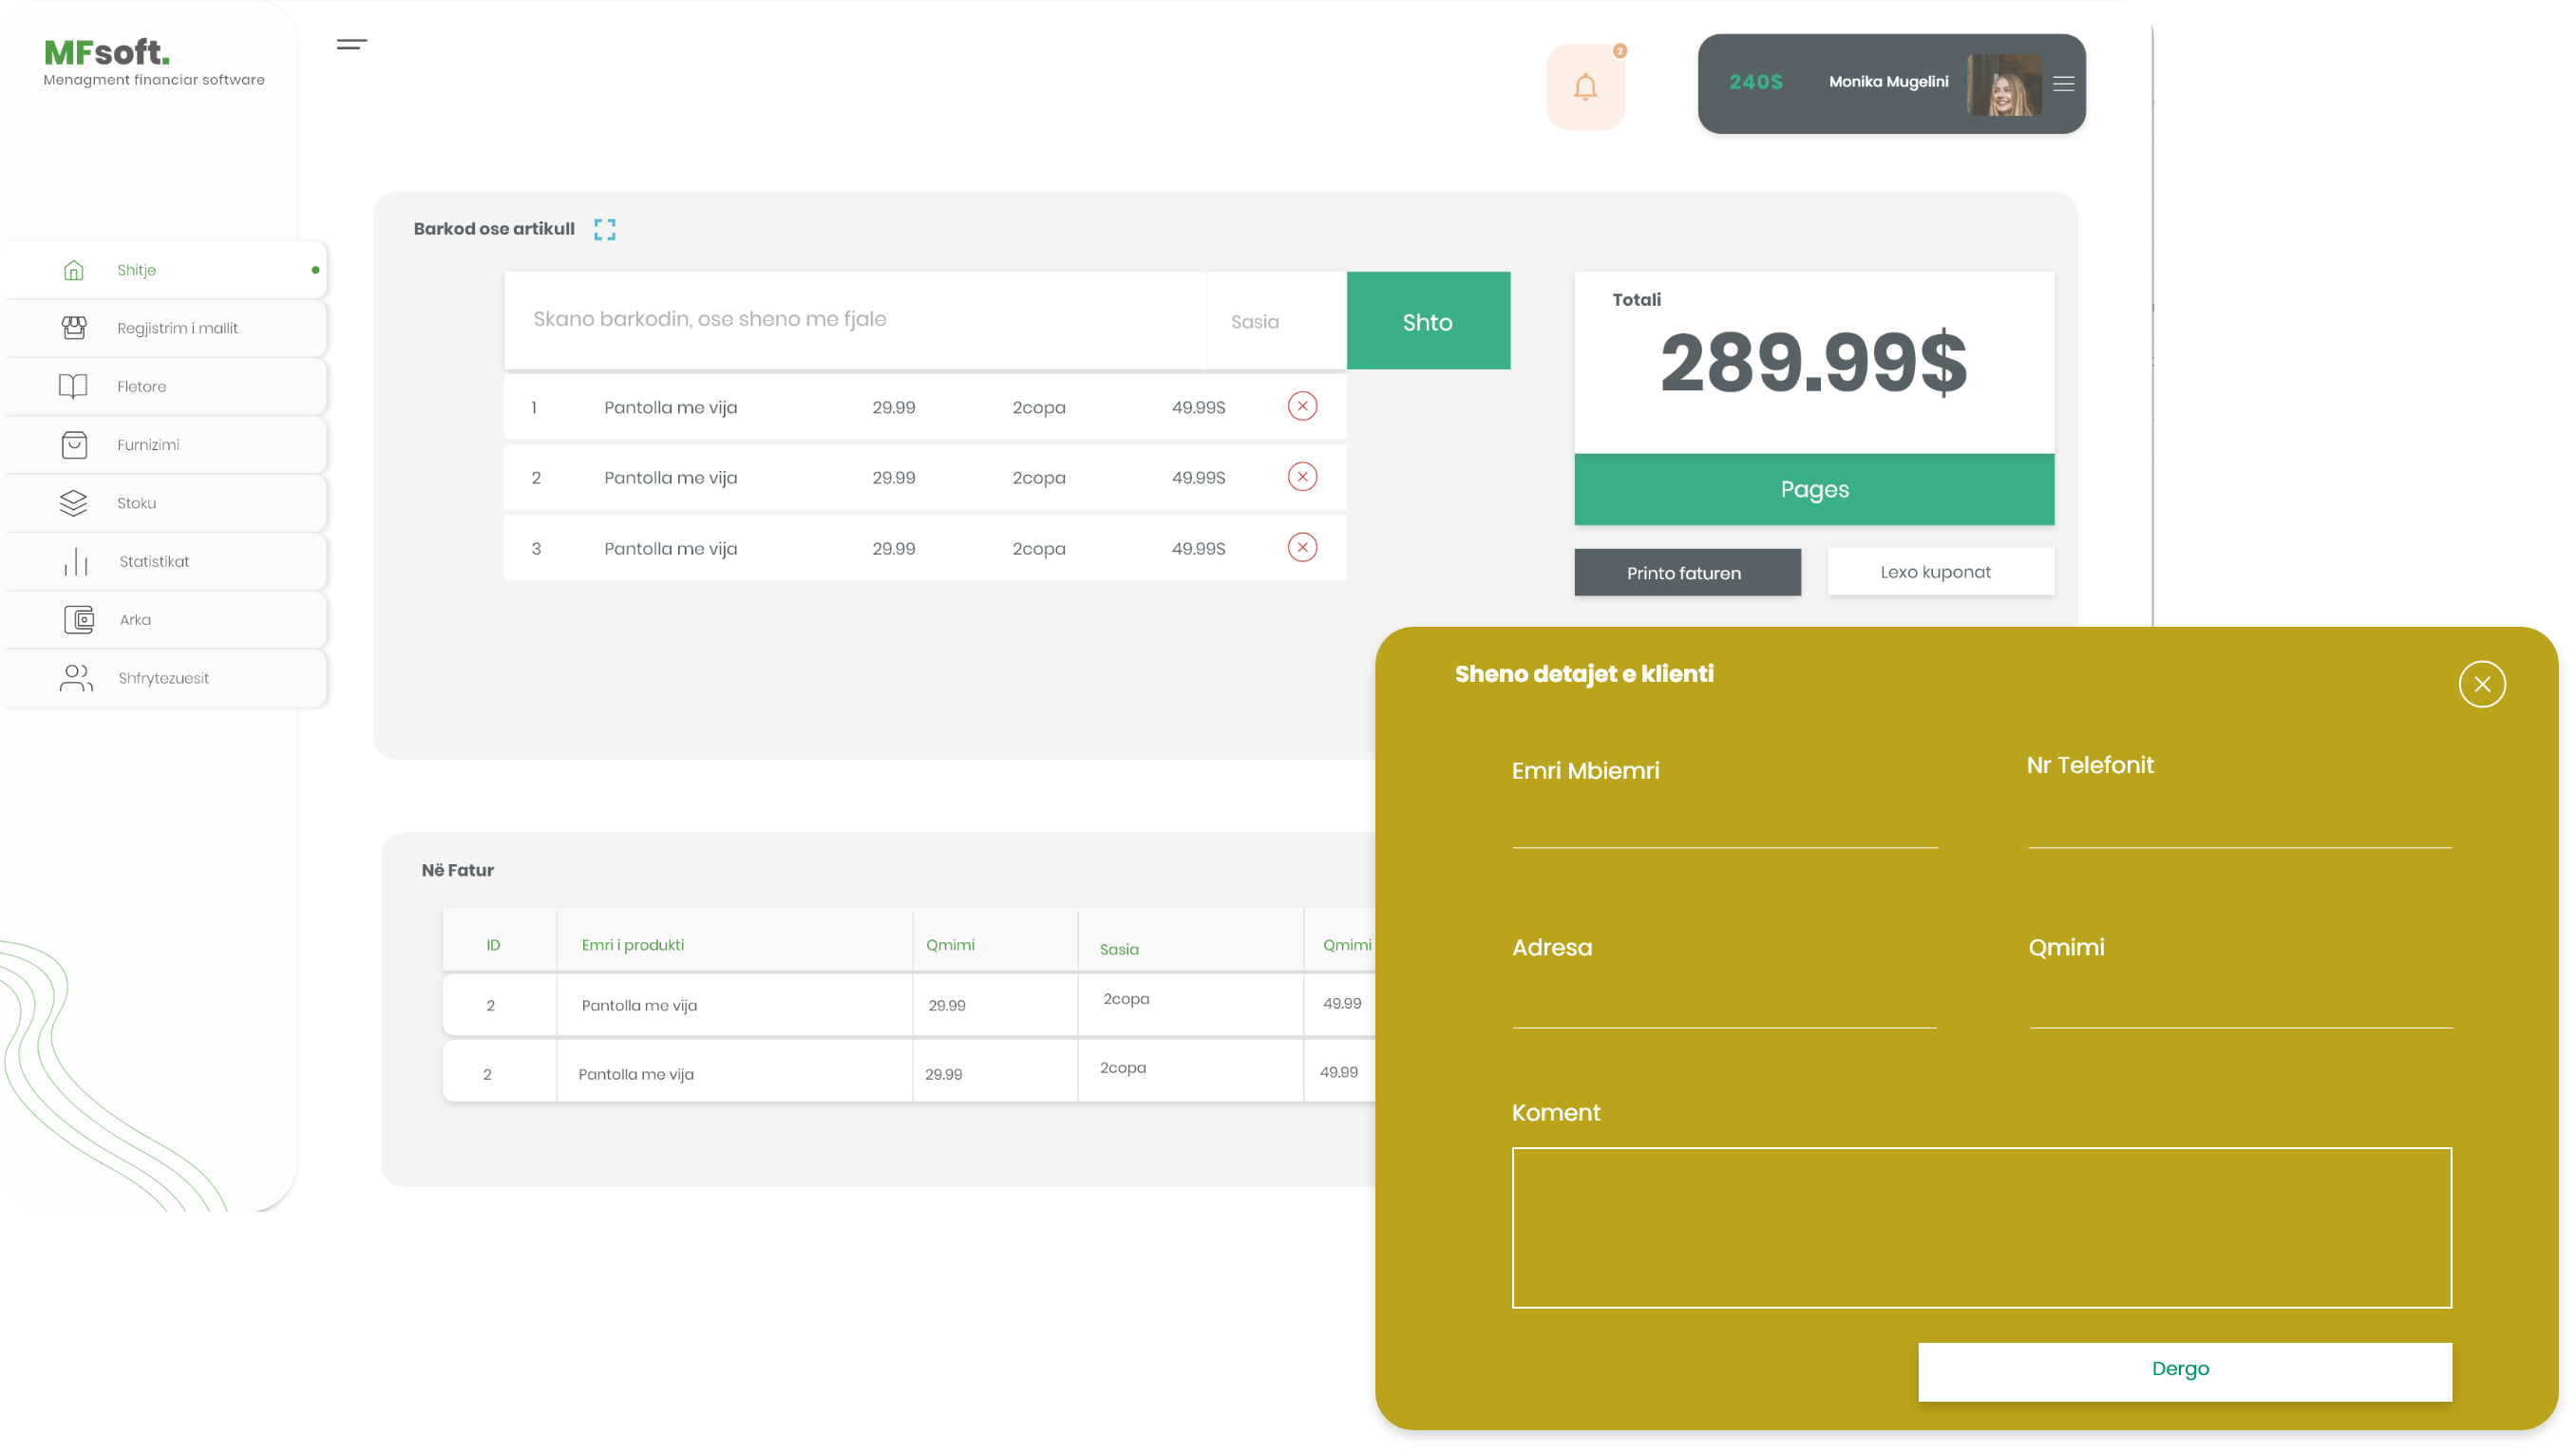 MFsoft.
Menagment financiar software
2
240$ Monika Mugelini
Shitje
Regjistrim i mallit
Fletore
Furnizimi
Stoku
Statistikat
Arka
Shfrytezuesit
Barkod ose artikull
Skano barkodin, ose sheno me fjale Sasia Shto
1 Pantolla me vija 29.99 2copa 49.99$
2 Pantolla me vija 29.99 2copa 49.99$
3 Pantolla me vija 29.99 2copa 49.99$
Totali
289.99$
Pages
Printo faturen Lexo kuponat
Në Fatur
ID Emri i produkti Qmimi Sasia Qmimi
2 Pantolla me vija 29.99 2copa 49.99
2 Pantolla me vija 29.99 2copa 49.99
Sheno detajet e klienti
Emri Mbiemri Nr Telefonit
Adresa Qmimi
Koment
Dergo